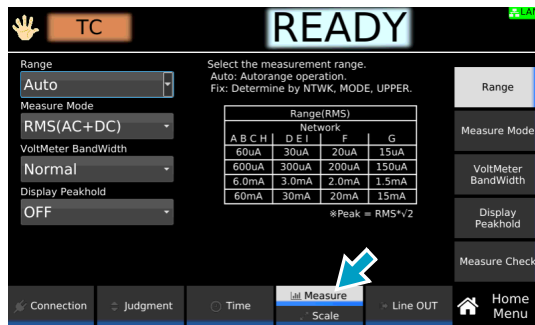 TC
READY
LAN
Range
Auto
Measure Mode
RMS(AC+DC)
VoltMeter BandWidth
Normal
Display Peakhold
OFF
Select the measurement range.
Auto: Autorange operation.
Fix: Determine by NTWK, MODE, UPPER.
Range(RMS)
Network
A B C H D E I F G
60uA 30uA 20uA 15uA
600uA 300uA 200uA 150uA
6.0mA 3.0mA 2.0mA 1.5mA
60mA 30mA 20mA 15mA
※Peak = RMS*√2
Range
Measure Mode
VoltMeter
BandWidth
Display
Peakhold
Measure Check
Connection
Judgment
Time
Measure
Scale
Line OUT
Home
Menu